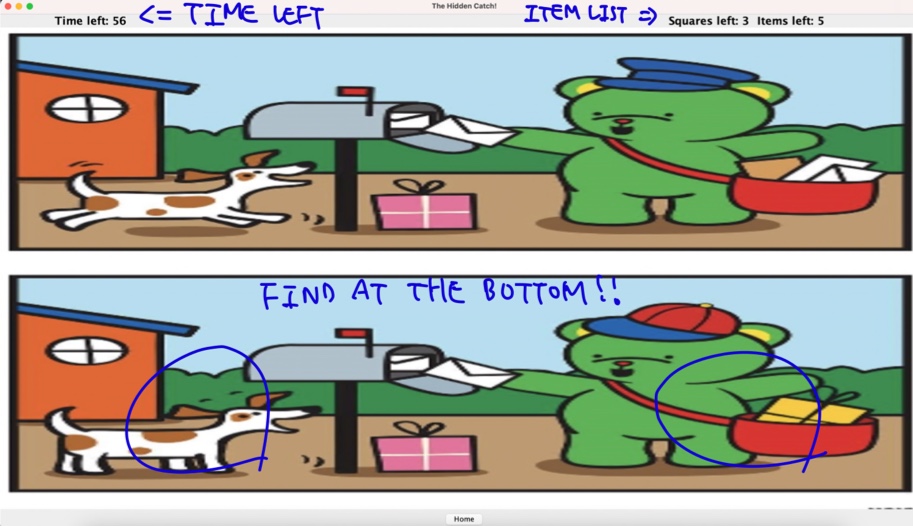 The Hidden Catch!
Time left: 56 <= TIME LEFT ITEM LIST => Squares left: 3 Items left: 5
FIND AT THE BOTTOM!!
Home